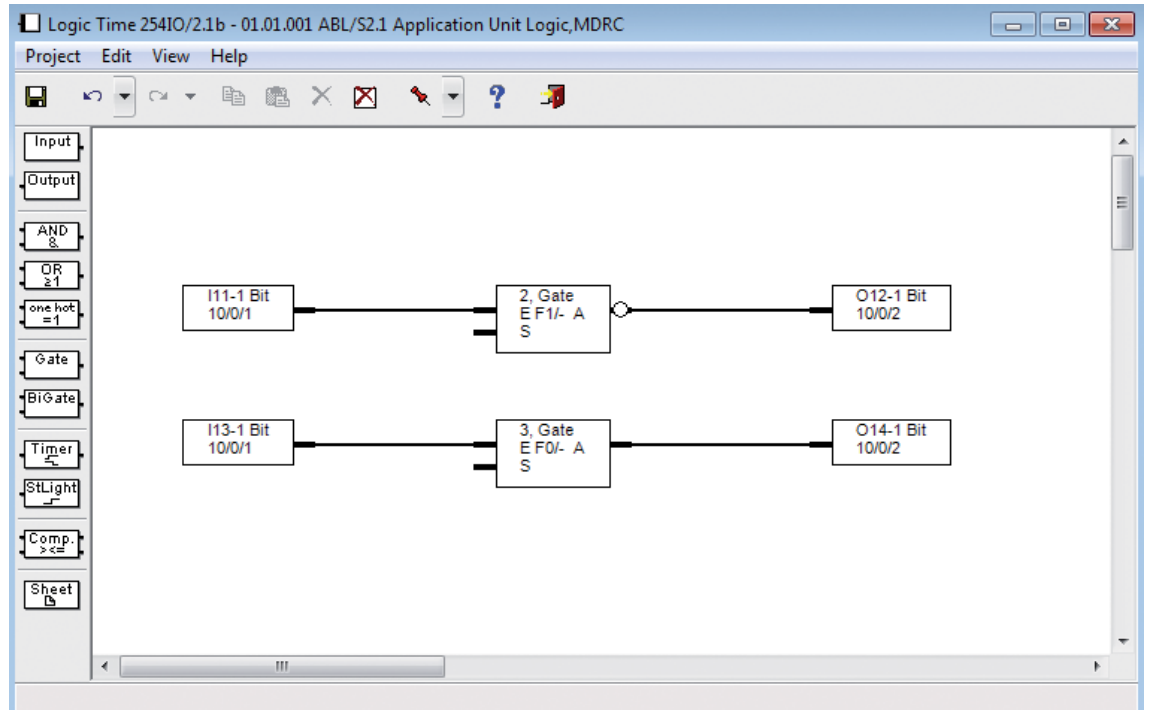 Logic Time 254IO/2.1b - 01.01.001 ABL/S2.1 Application Unit Logic,MDRC
Project Edit View Help
?
Input
Output
AND
&
OR
≥1
one hot
=1
Gate
BiGate
Timer
StLight
Comp.
><=
Sheet
I11-1 Bit
10/0/1
2, Gate
E F1/- A
S
O12-1 Bit
10/0/2
I13-1 Bit
10/0/1
3, Gate
E F0/- A
S
O14-1 Bit
10/0/2